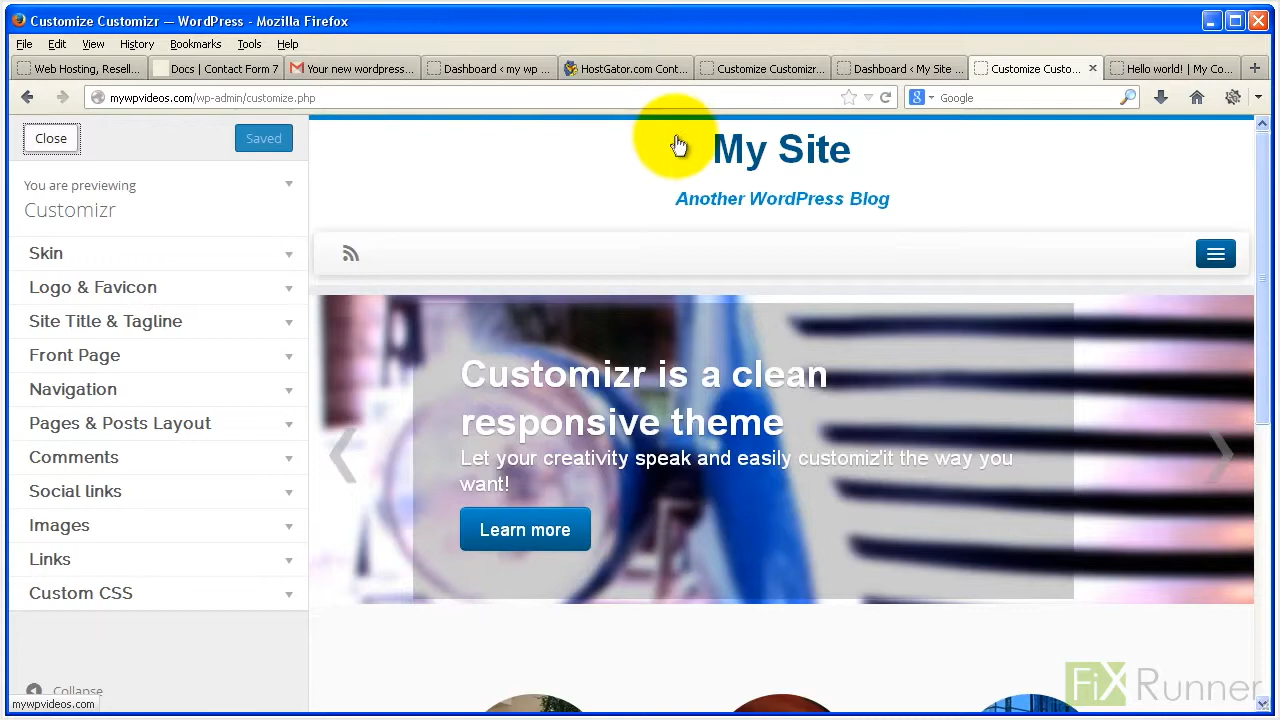 Customize Customizr — WordPress - Mozilla Firefox
File Edit View History Bookmarks Tools Help
Web Hosting, Resell... Docs | Contact Form 7 Your new wordpress... Dashboard ‹ my wp ... HostGator.com Cont... Customize Customizr... Dashboard ‹ My Site ... Customize Custo... Hello world! | My Co...
mywpvideos.com/wp-admin/customize.php Google
Close Saved
You are previewing
Customizr
Skin
Logo & Favicon
Site Title & Tagline
Front Page
Navigation
Pages & Posts Layout
Comments
Social links
Images
Links
Custom CSS
Collapse
mywpvideos.com
My Site
Another WordPress Blog
Customizr is a clean
responsive theme
Let your creativity speak and easily customiz'it the way you
want!
Learn more
FiX Runner